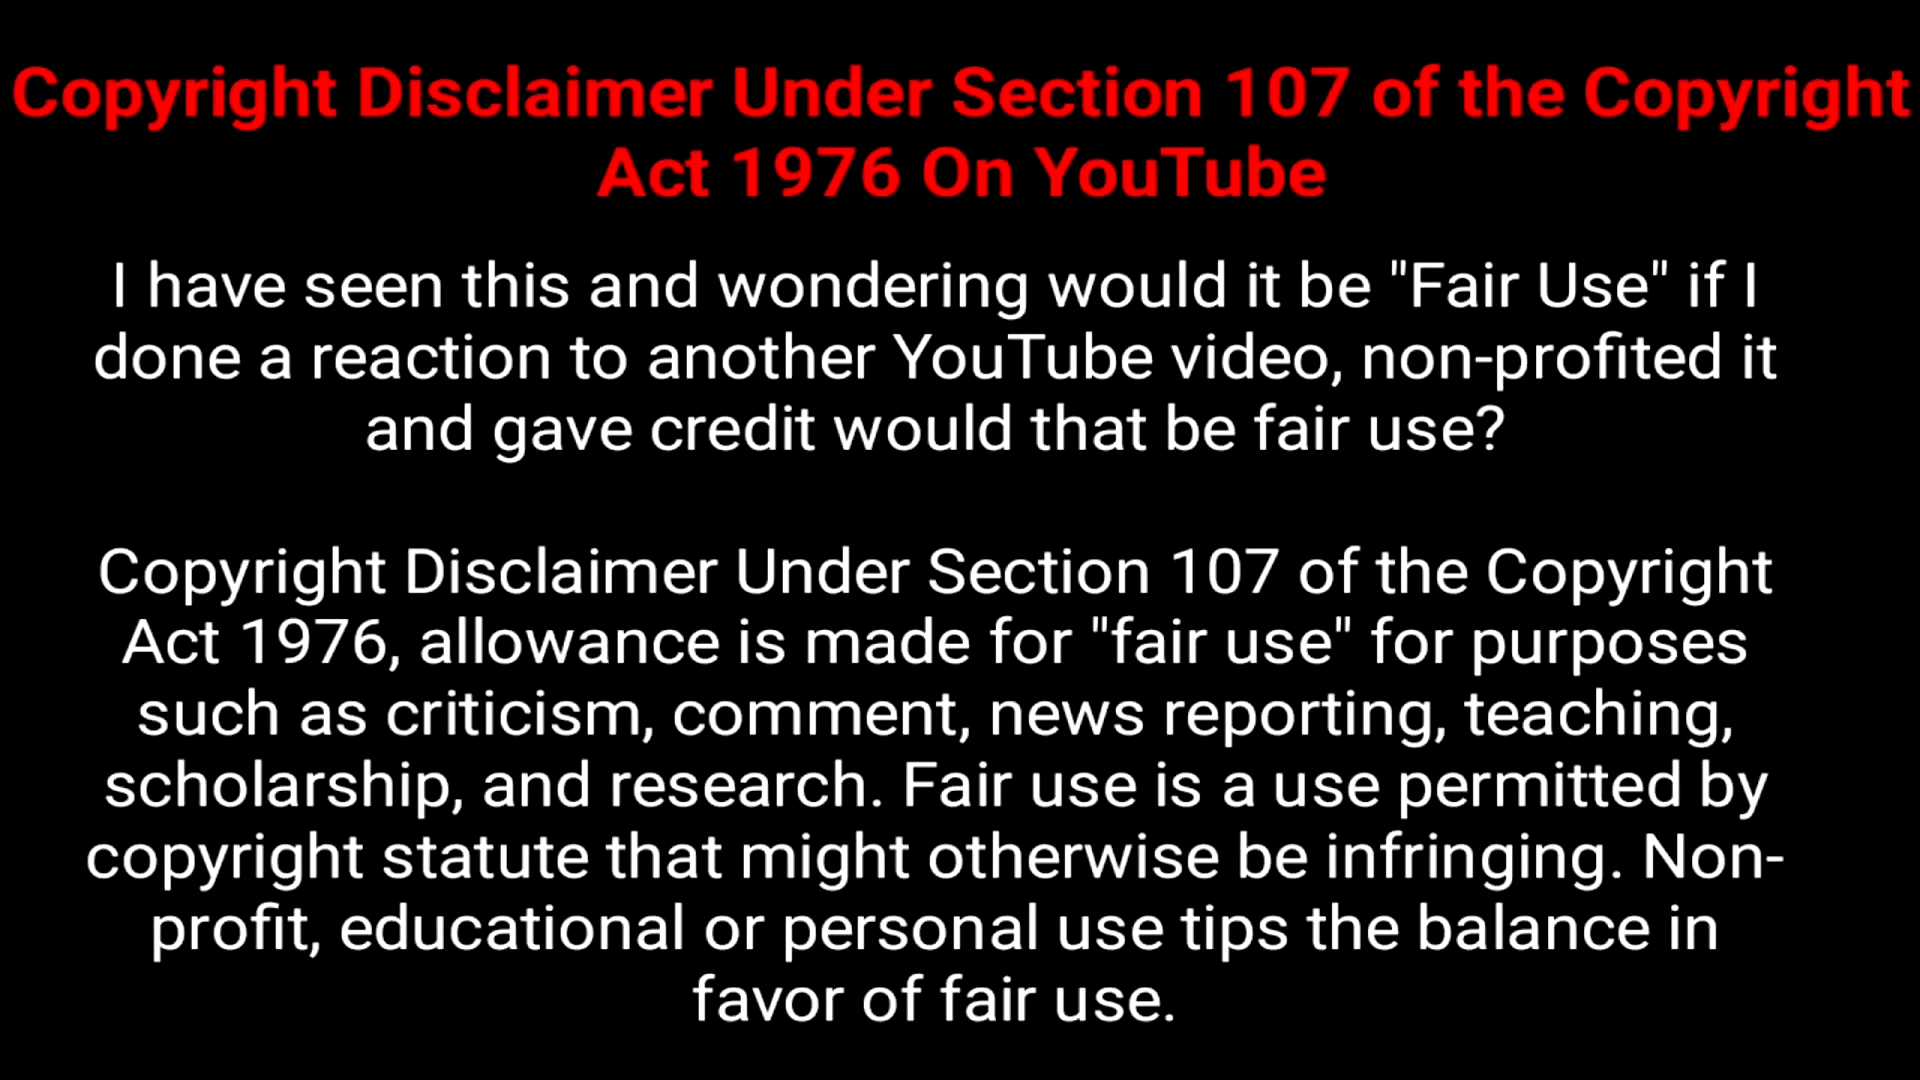 Copyright Disclaimer Under Section 107 of the Copyright
Act 1976 On YouTube
I have seen this and wondering would it be "Fair Use" if I
done a reaction to another YouTube video, non-profited it
and gave credit would that be fair use?
Copyright Disclaimer Under Section 107 of the Copyright
Act 1976, allowance is made for "fair use" for purposes
such as criticism, comment, news reporting, teaching,
scholarship, and research. Fair use is a use permitted by
copyright statute that might otherwise be infringing. Non-
profit, educational or personal use tips the balance in
favor of fair use.